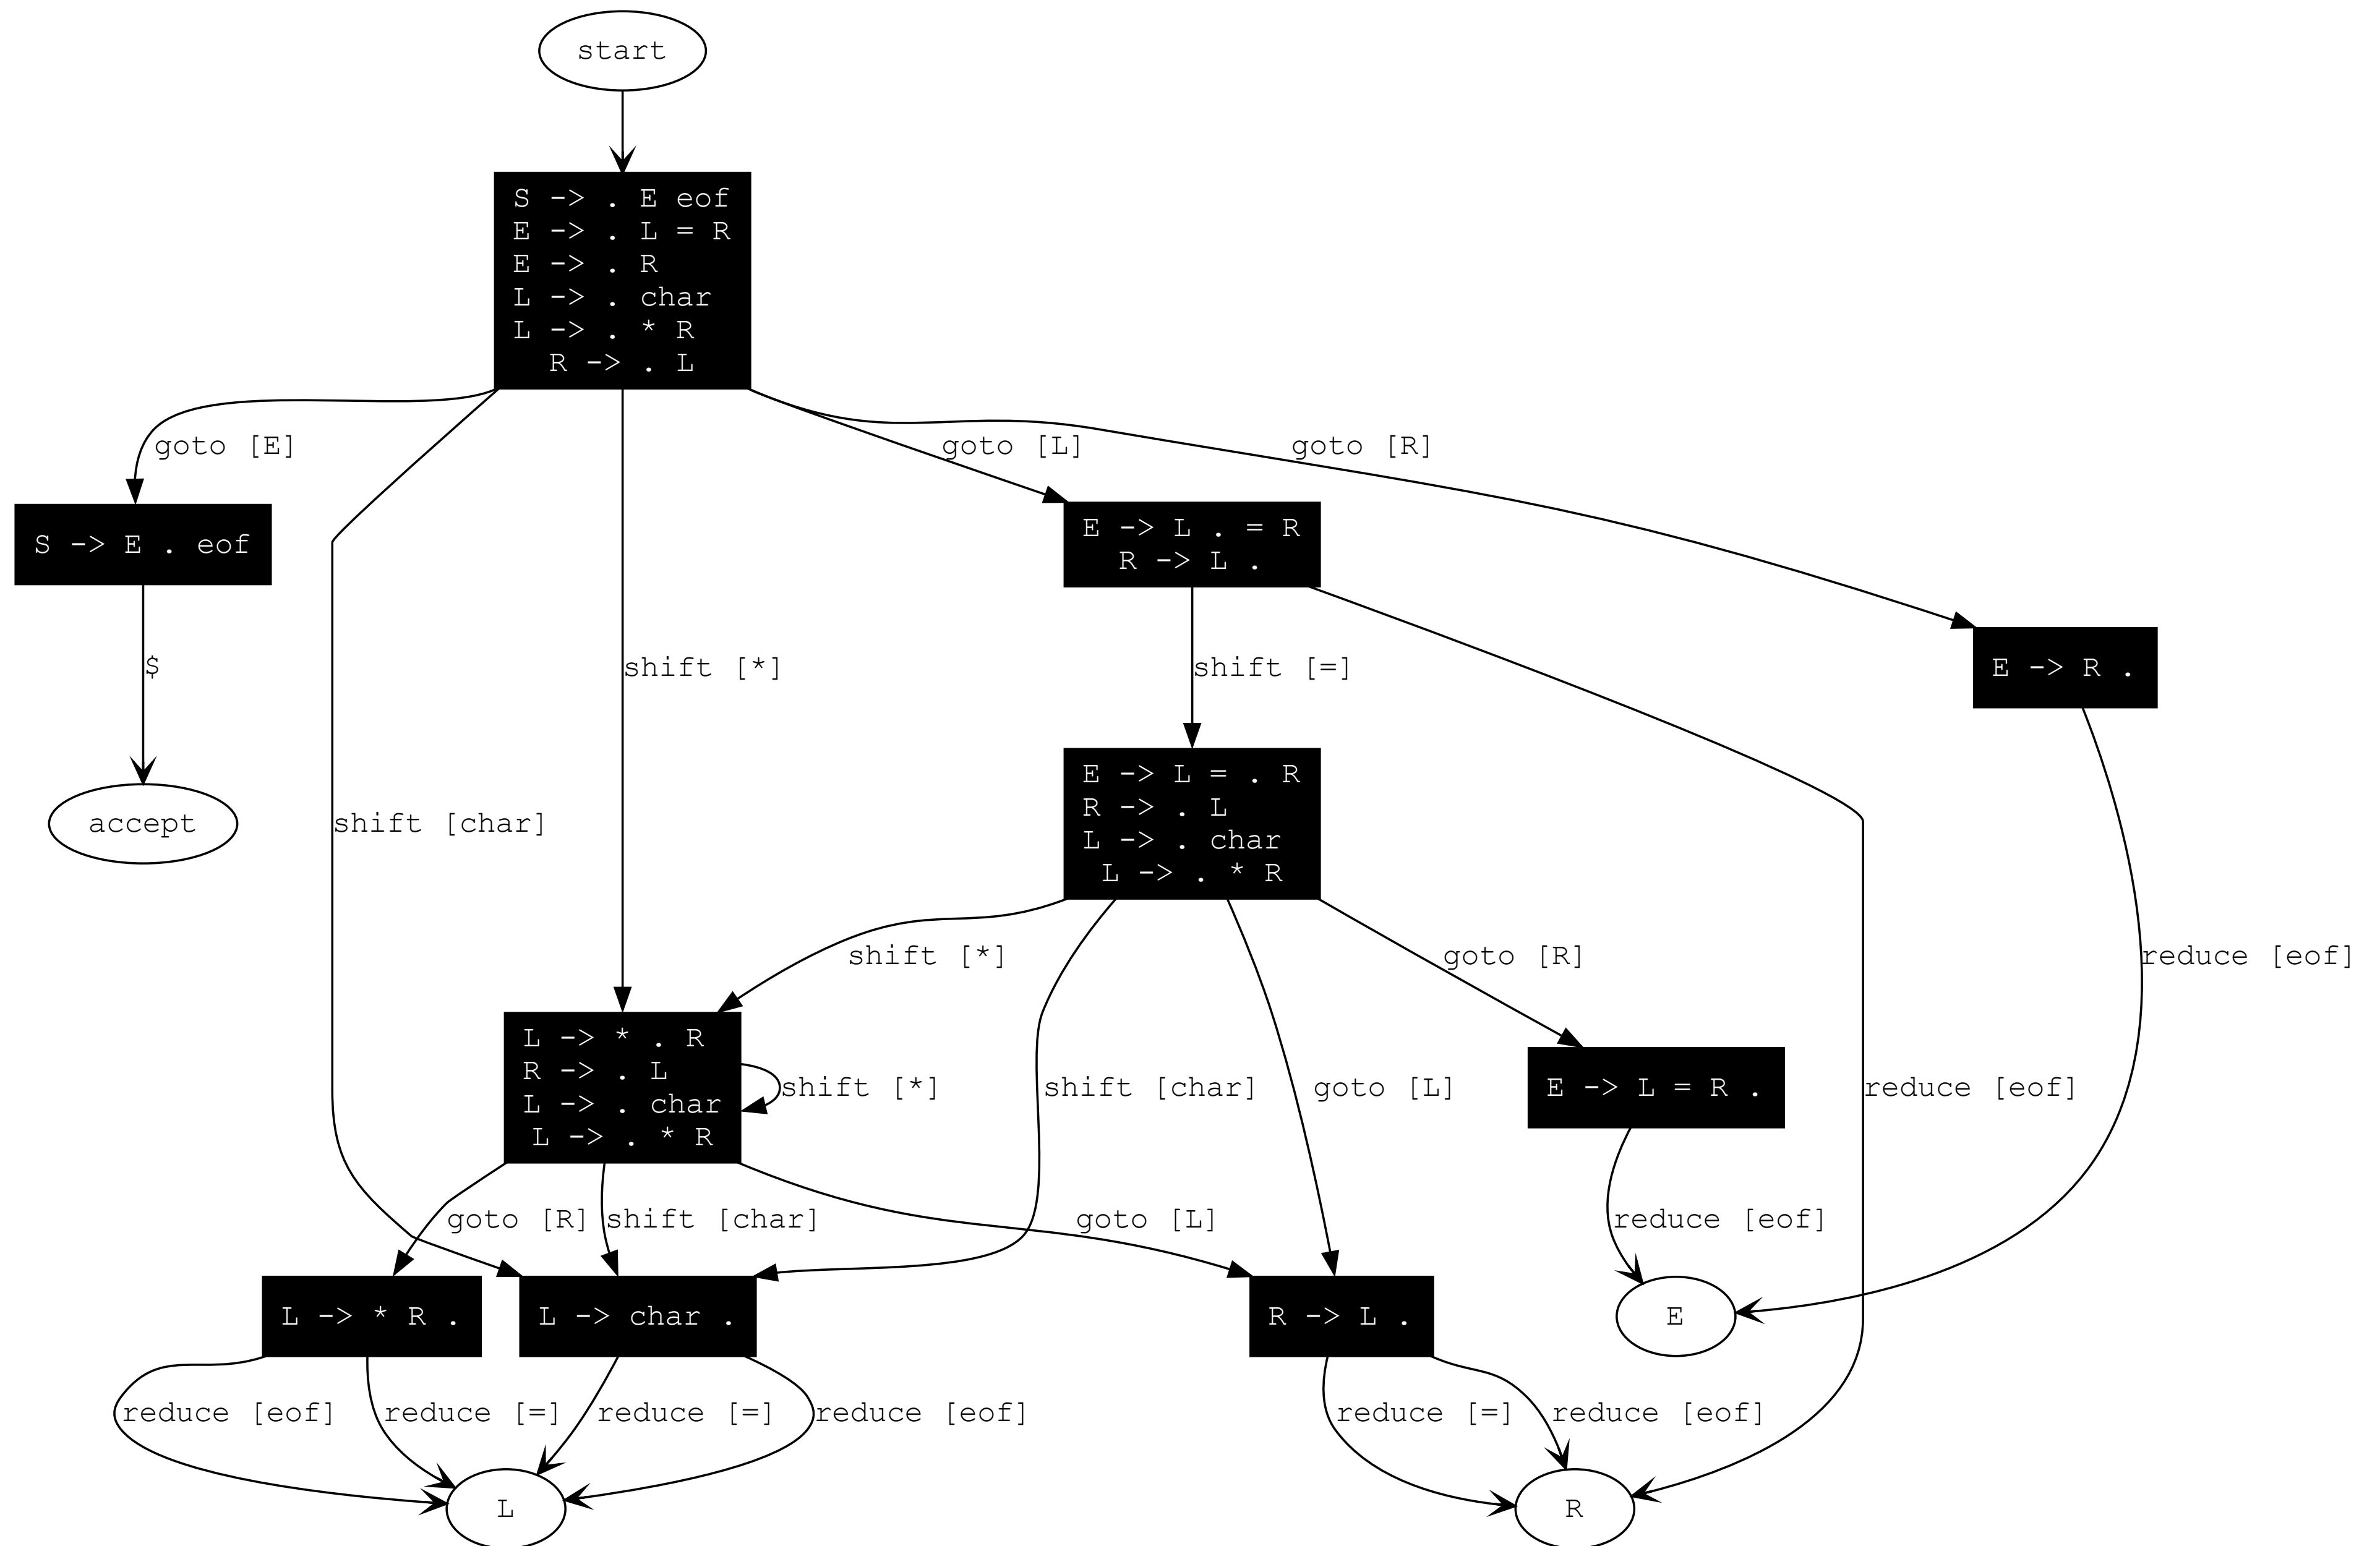 start
S -> . E eof
E -> . L = R
E -> . R
L -> . char
L -> . * R
R -> . L
goto [E]
goto [L]
goto [R]
S -> E . eof
E -> L . = R
R -> L .
$
shift [*]
shift [=]
E -> R .
accept
shift [char]
E -> L = . R
R -> . L
L -> . char
L -> . * R
shift [*]
goto [R]
reduce [eof]
L -> * . R
R -> . L
L -> . char
L -> . * R
shift [*]
shift [char]
goto [L]
E -> L = R .
reduce [eof]
goto [R]
shift [char]
goto [L]
reduce [eof]
L -> * R .
L -> char .
R -> L .
E
reduce [eof]
reduce [=]
reduce [=]
reduce [eof]
reduce [=]
reduce [eof]
L
R